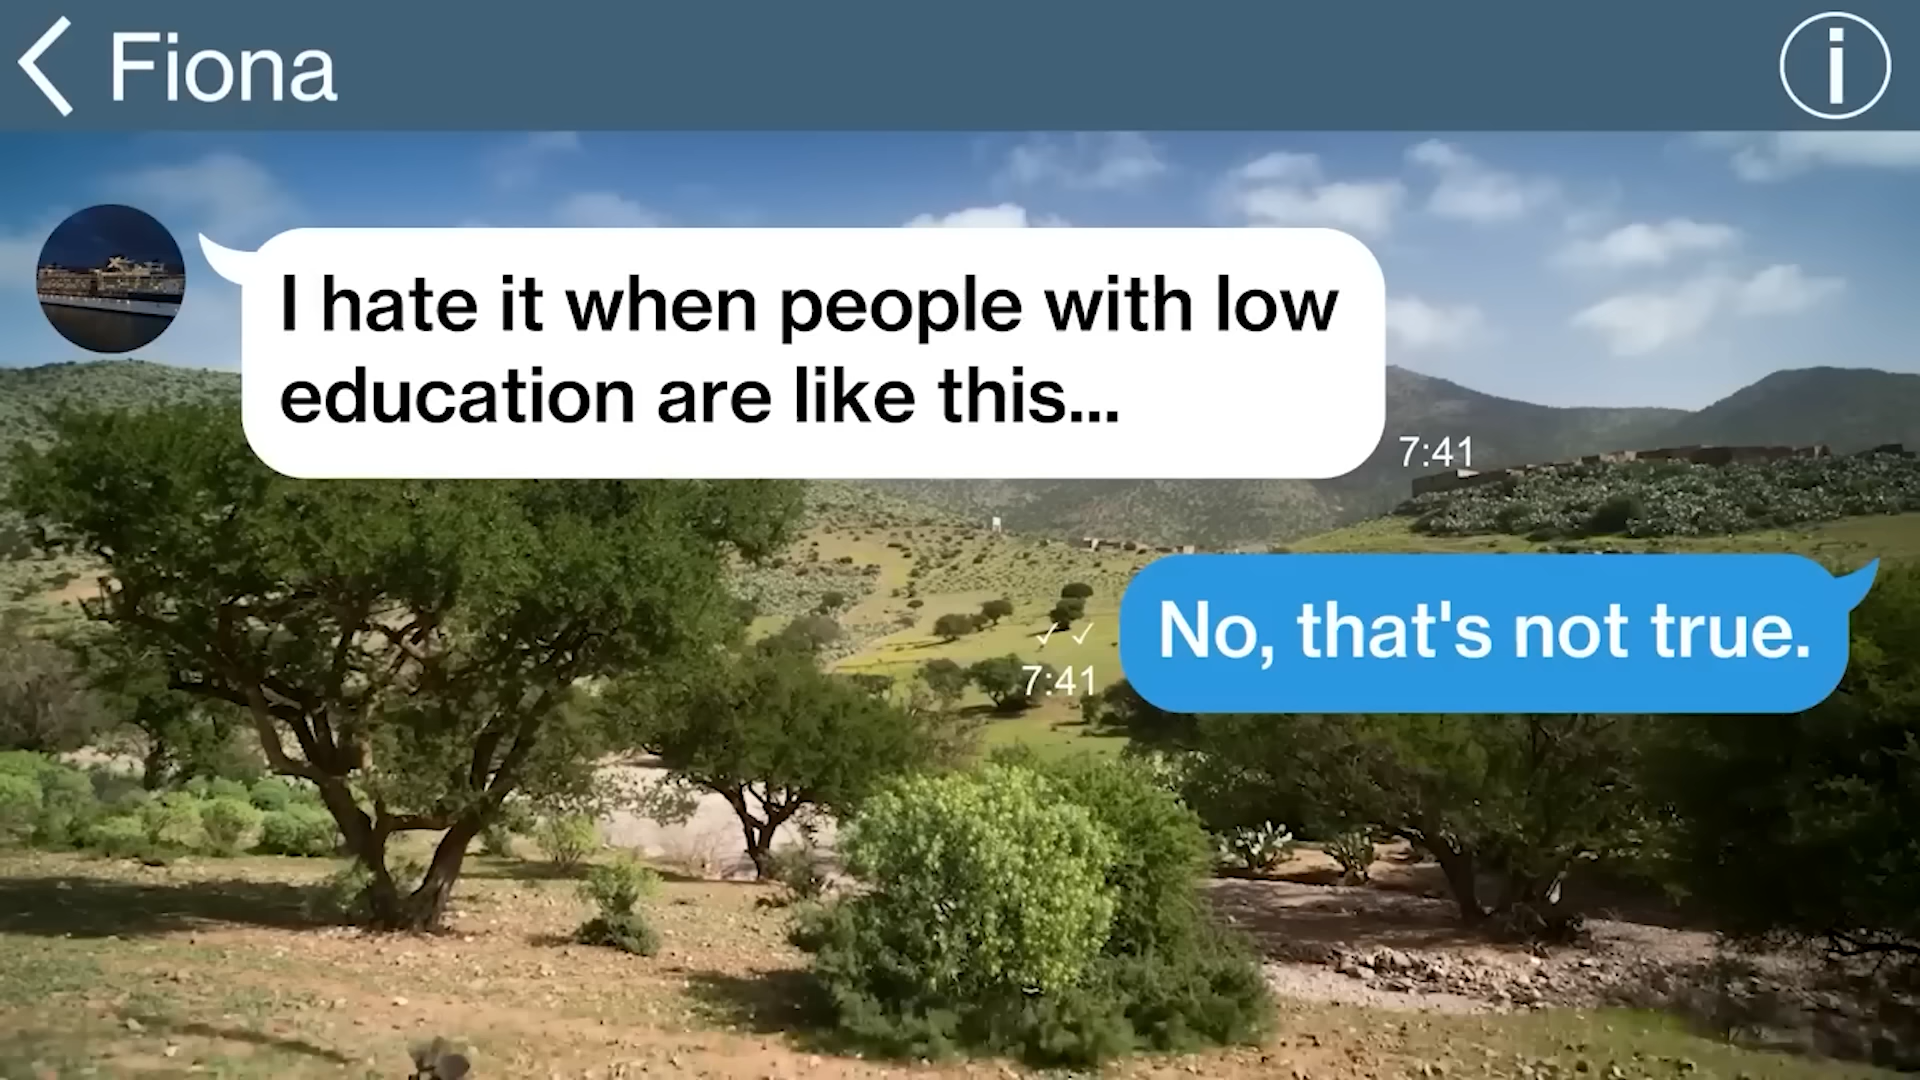 Fiona
I hate it when people with low
education are like this...
7:41
No, that's not true.
7:41